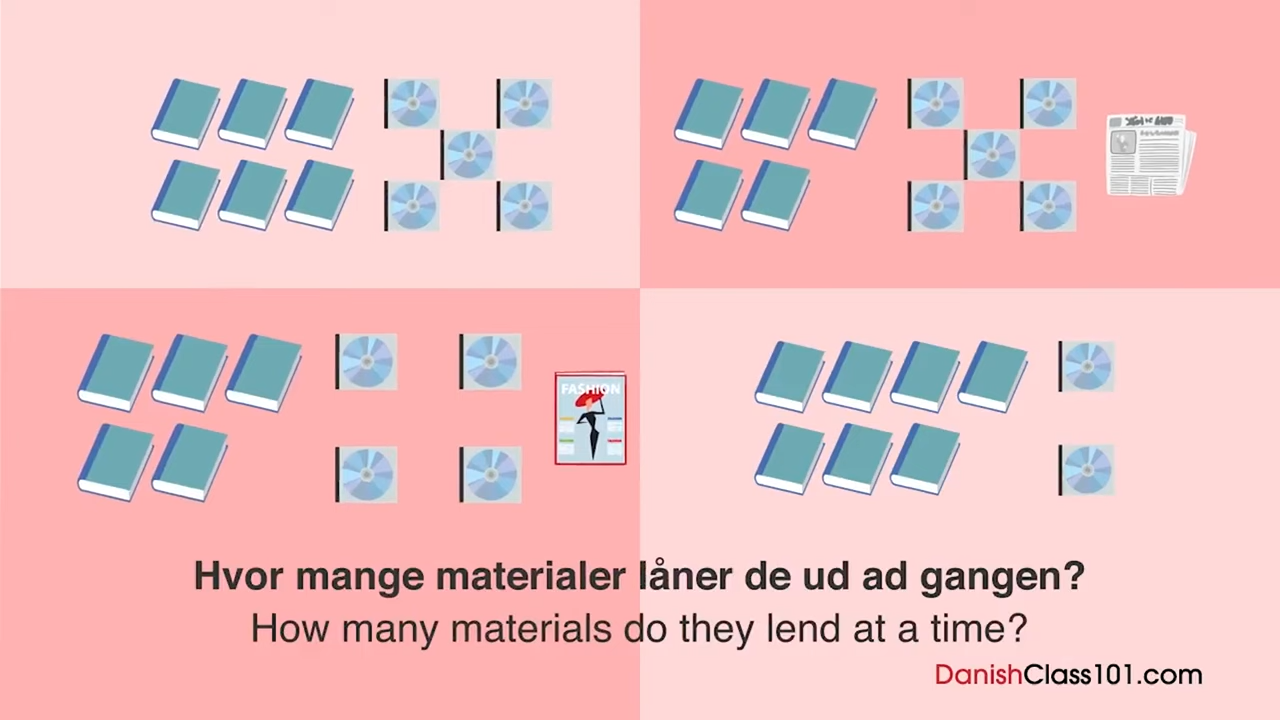 FASHION
Hvor mange materialer låner de ud ad gangen?
How many materials do they lend at a time?
DanishClass101.com